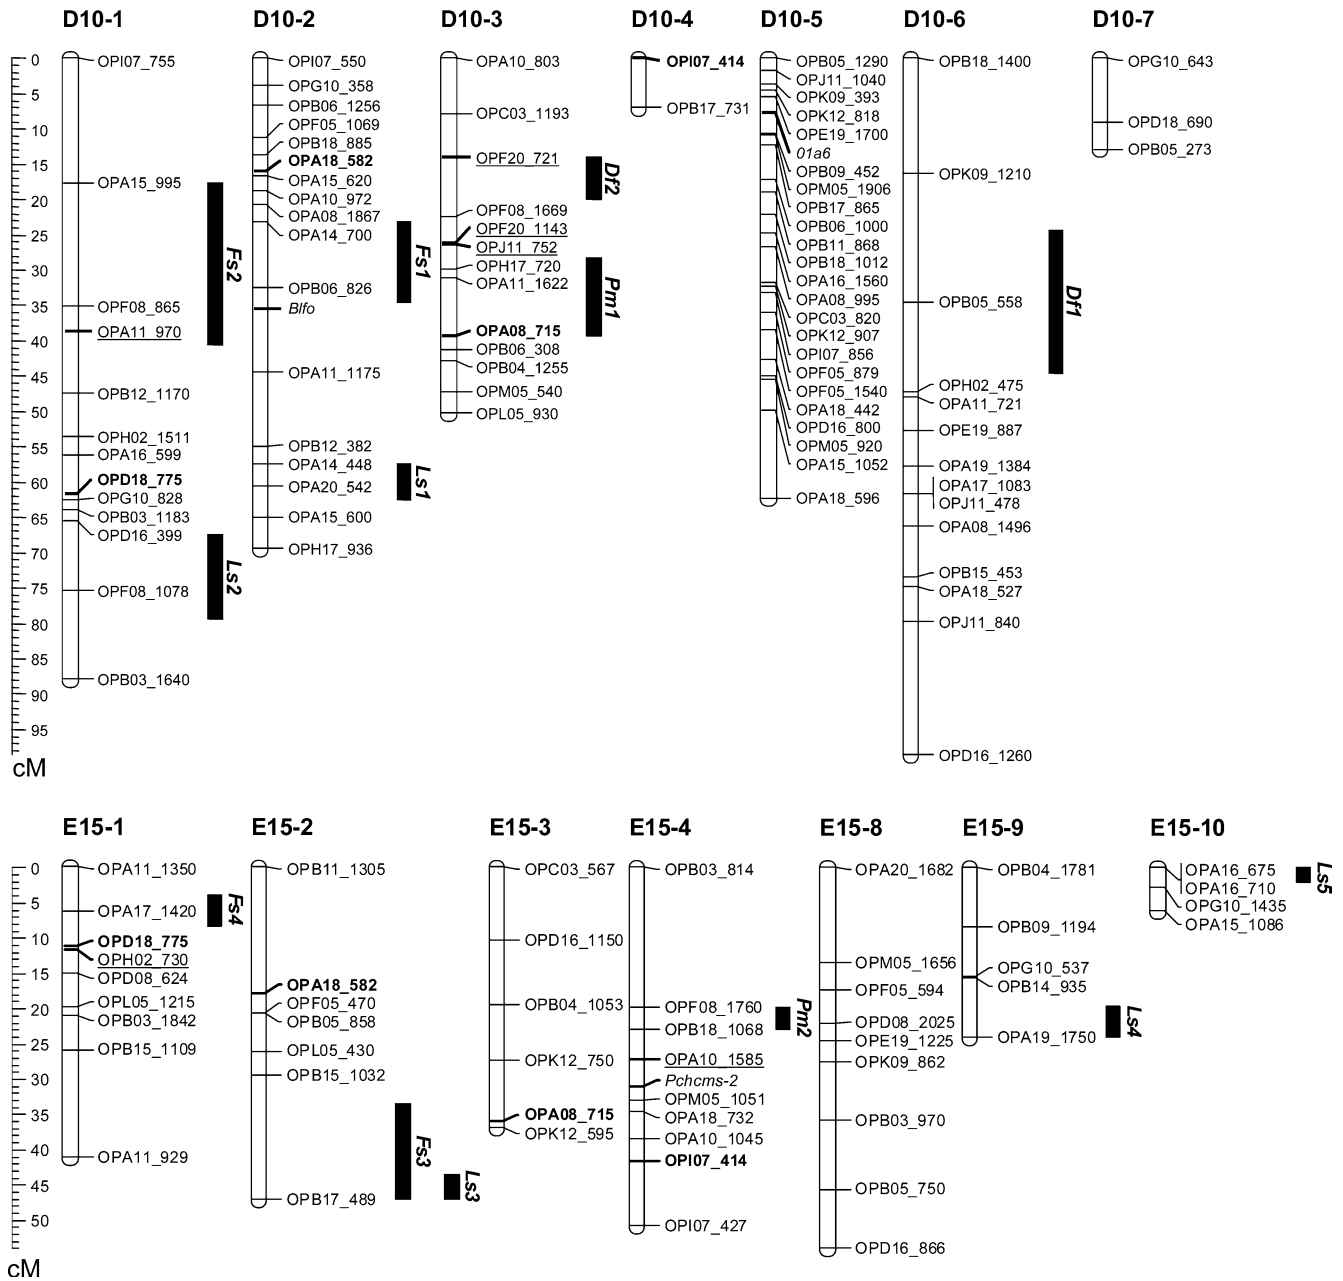 D10-1 D10-2 D10-3 D10-4 D10-5 D10-6 D10-7
0
5
10
15
20
25
30
35
40
45
50
55
60
65
70
75
80
85
90
95
cM
OPI07_755
OPA15_995
OPF08_865
OPA11_970
OPB12_1170
OPH02_1511
OPA16_599
OPD18_775
OPG10_828
OPB03_1183
OPD16_399
OPF08_1078
OPB03_1640
Fs2
Ls2
OPI07_550
OPG10_358
OPB06_1256
OPF05_1069
OPB18_885
OPA18_582
OPA15_620
OPA10_972
OPA08_1867
OPA14_700
OPB06_826
Blfo
OPA11_1175
OPB12_382
OPA14_448
OPA20_542
OPA15_600
OPH17_936
Fs1
Ls1
OPA10_803
OPC03_1193
OPF20_721
OPF08_1669
OPF20_1143
OPJ11_752
OPH17_720
OPA11_1622
OPA08_715
OPB06_308
OPB04_1255
OPM05_540
OPL05_930
Df2
Pm1
OPI07_414
OPB17_731
OPB05_1290
OPJ11_1040
OPK09_393
OPK12_818
OPE19_1700
01a6
OPB09_452
OPM05_1906
OPB17_865
OPB06_1000
OPB11_868
OPB18_1012
OPA16_1560
OPA08_995
OPC03_820
OPK12_907
OPI07_856
OPF05_879
OPF05_1540
OPA18_442
OPD16_800
OPM05_920
OPA15_1052
OPA18_596
OPB18_1400
OPK09_1210
OPB05_558
OPH02_475
OPA11_721
OPE19_887
OPA19_1384
OPA17_1083
OPJ11_478
OPA08_1496
OPB15_453
OPA18_527
OPJ11_840
OPD16_1260
Df1
OPG10_643
OPD18_690
OPB05_273
E15-1 E15-2 E15-3 E15-4 E15-8 E15-9 E15-10
0
5
10
15
20
25
30
35
40
45
50
cM
OPA11_1350
OPA17_1420
OPD18_775
OPH02_730
OPD08_624
OPL05_1215
OPB03_1842
OPB15_1109
OPA11_929
Fs4
OPB11_1305
OPA18_582
OPF05_470
OPB05_858
OPL05_430
OPB15_1032
OPB17_489
Fs3
Ls3
OPC03_567
OPD16_1150
OPB04_1053
OPK12_750
OPA08_715
OPK12_595
OPB03_814
OPF08_1760
OPB18_1068
OPA10_1585
Pchcms-2
OPM05_1051
OPA18_732
OPA10_1045
OPI07_414
OPI07_427
Pm2
OPA20_1682
OPM05_1656
OPF05_594
OPD08_2025
OPE19_1225
OPK09_862
OPB03_970
OPB05_750
OPD16_866
OPB04_1781
OPB09_1194
OPG10_537
OPB14_935
OPA19_1750
Ls4
OPA16_675
OPA16_710
OPG10_1435
OPA15_1086
Ls5